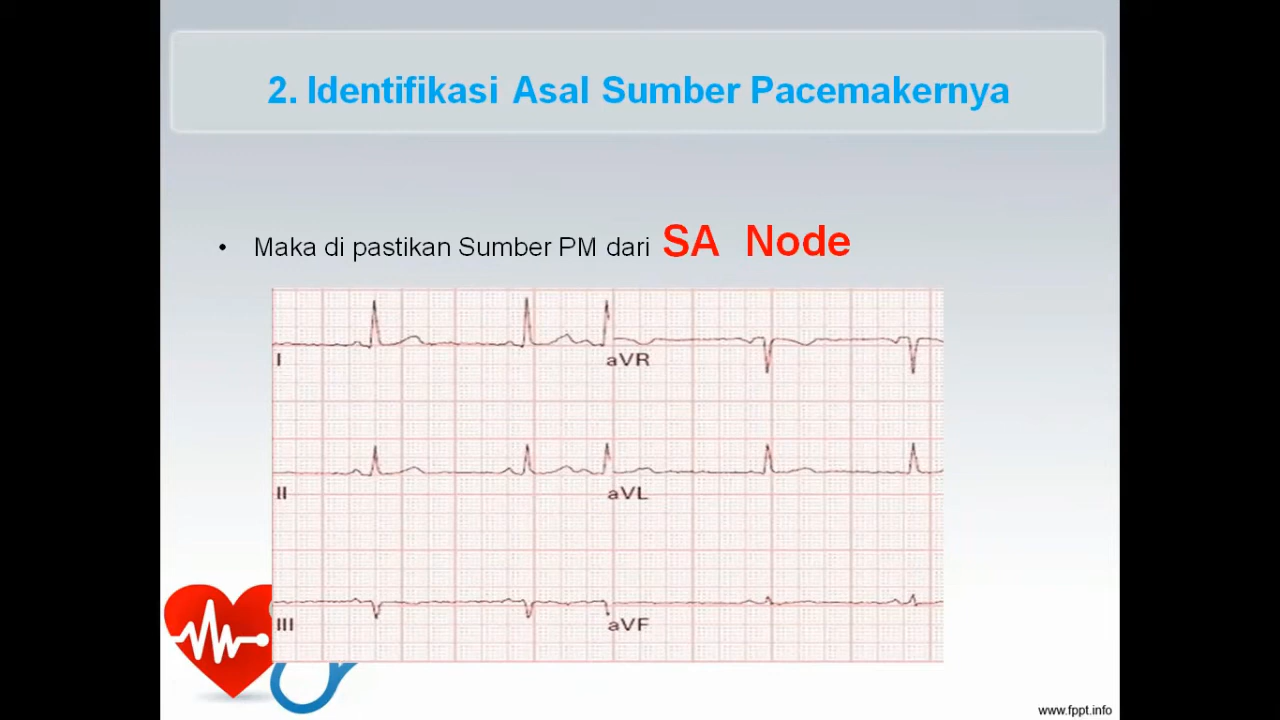 2. Identifikasi Asal Sumber Pacemakernya
• Maka di pastikan Sumber PM dari SA Node
I aVR
II aVL
III aVF
www.fppt.info